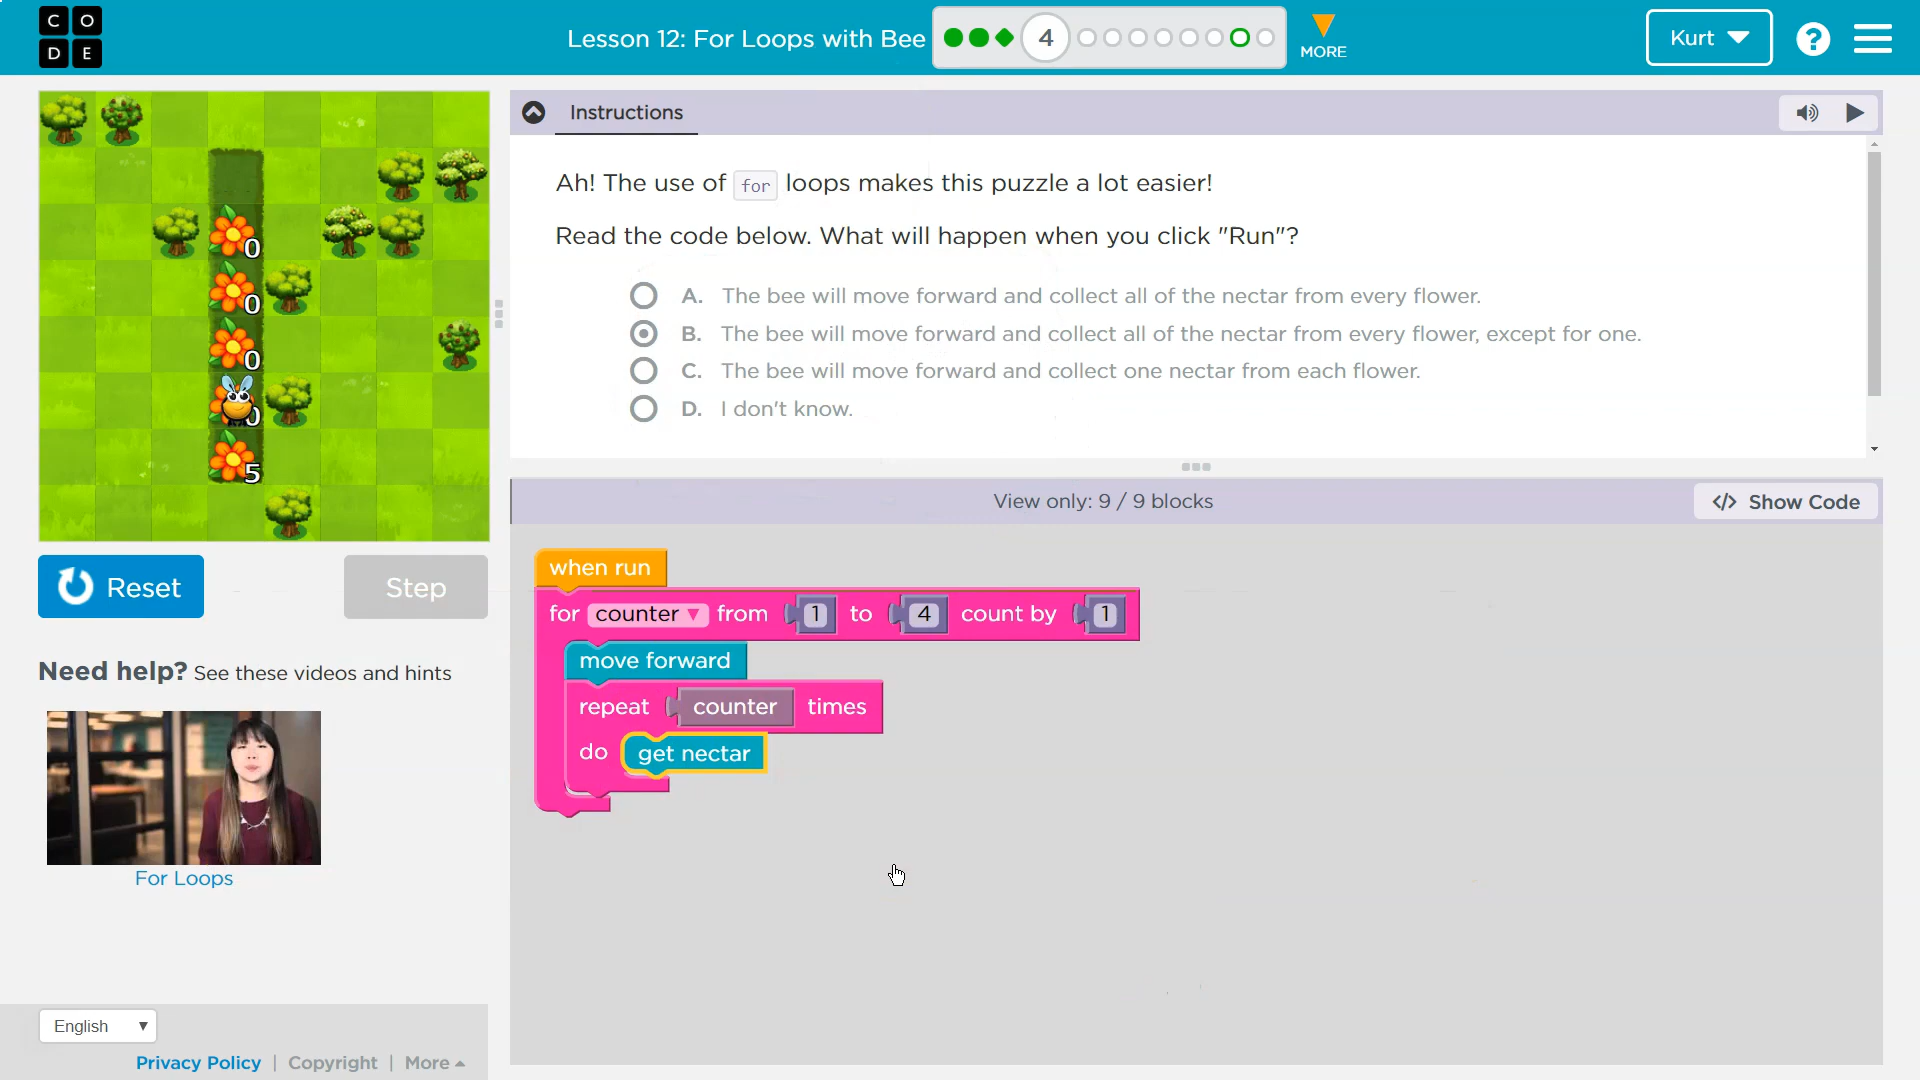 C O
D E
Lesson 12: For Loops with Bee
4
MORE
Kurt
?
Instructions
Ah! The use of for loops makes this puzzle a lot easier!
Read the code below. What will happen when you click "Run"?
A. The bee will move forward and collect all of the nectar from every flower.
B. The bee will move forward and collect all of the nectar from every flower, except for one.
C. The bee will move forward and collect one nectar from each flower.
D. I don't know.
0
0
0
0
5
Reset
Step
View only: 9 / 9 blocks
</> Show Code
when run
for counter from 1 to 4 count by 1
move forward
repeat counter times
do get nectar
Need help? See these videos and hints
For Loops
English
Privacy Policy | Copyright | More